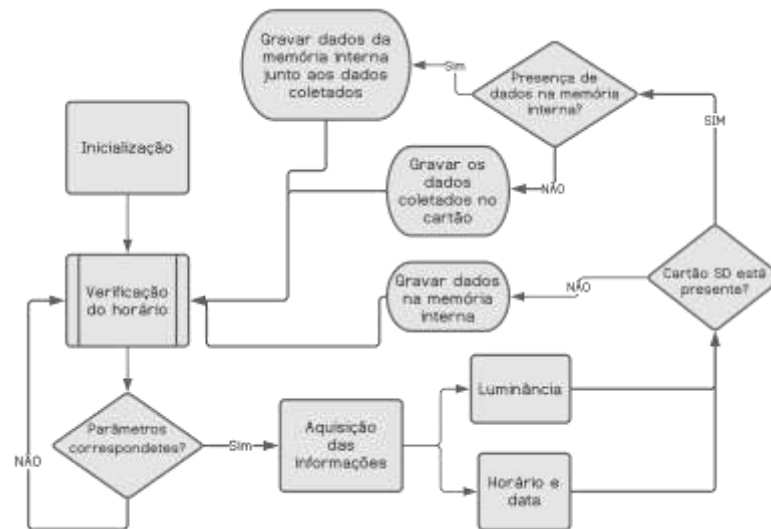 Gravar dados da
memória interna
junto aos dados
coletados
Sim
Presença de
dados na memória
interna?
SIM
Inicialização
NÃO
Gravar os
dados
coletados no
cartão
Verificação
do horário
Gravar dados
na memória
interna
NÃO
Cartão SD está
presente?
Luminância
Parâmetros
correspondetes?
Sim
Aquisição
das
informações
NÃO
Horário e
data